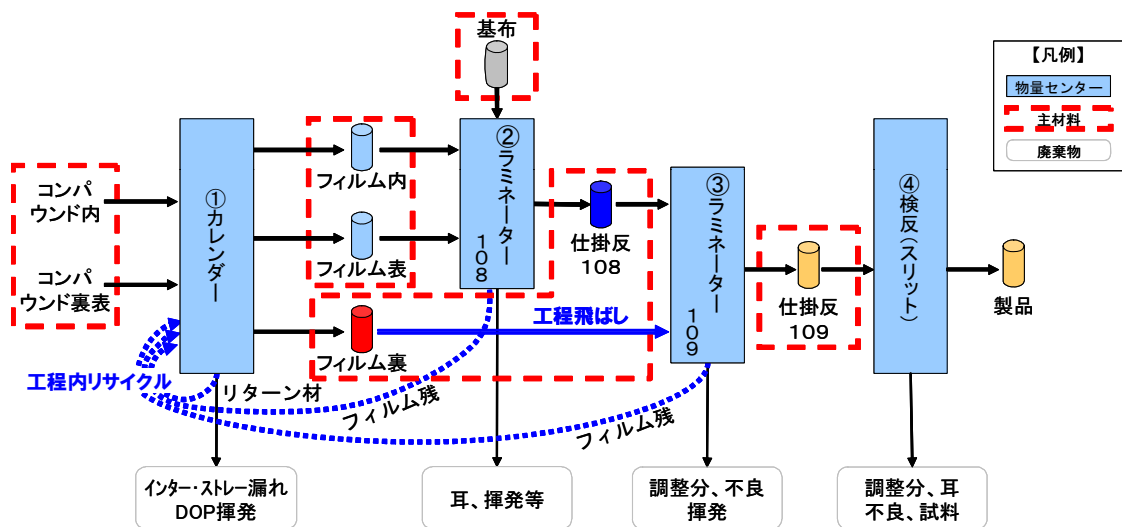 基布
【凡例】
物量センター
主材料
廃棄物
コンパ
ウンド内
コンパ
ウンド裏表
①カレンダー
フィルム内
フィルム表
フィルム裏
②ラミネーター
108
仕掛反
108
工程飛ばし
③ラミネーター
109
仕掛反
109
④検反(スリット)
製品
工程内リサイクル
リターン材
フィルム残
フィルム残
インター・ストレー漏れ
DOP揮発
耳、揮発等
調整分、不良
揮発
調整分、耳
不良、試料